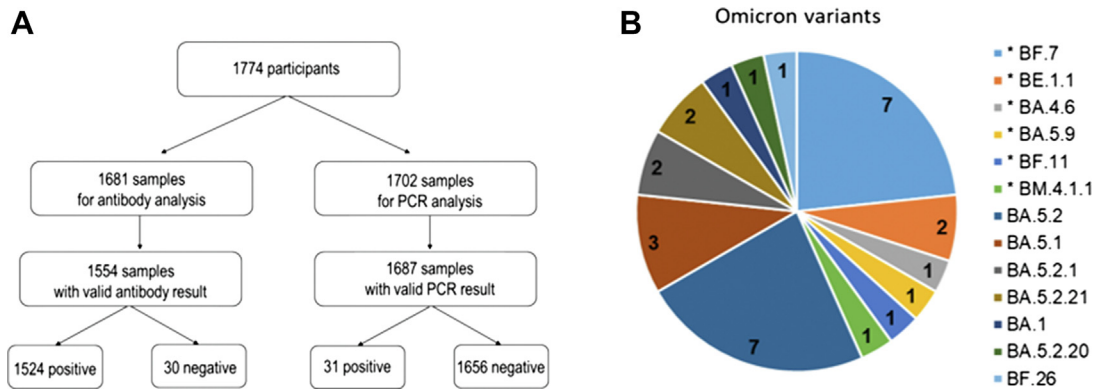 A
1774 participants
1681 samples
for antibody analysis
1702 samples
for PCR analysis
1554 samples
with valid antibody result
1687 samples
with valid PCR result
1524 positive
30 negative
31 positive
1656 negative
B
Omicron variants
7
2
1
1
1
1
7
3
2
2
1
1
1
* BF.7
* BE.1.1
* BA.4.6
* BA.5.9
* BF.11
* BM.4.1.1
BA.5.2
BA.5.1
BA.5.2.1
BA.5.2.21
BA.1
BA.5.2.20
BF.26